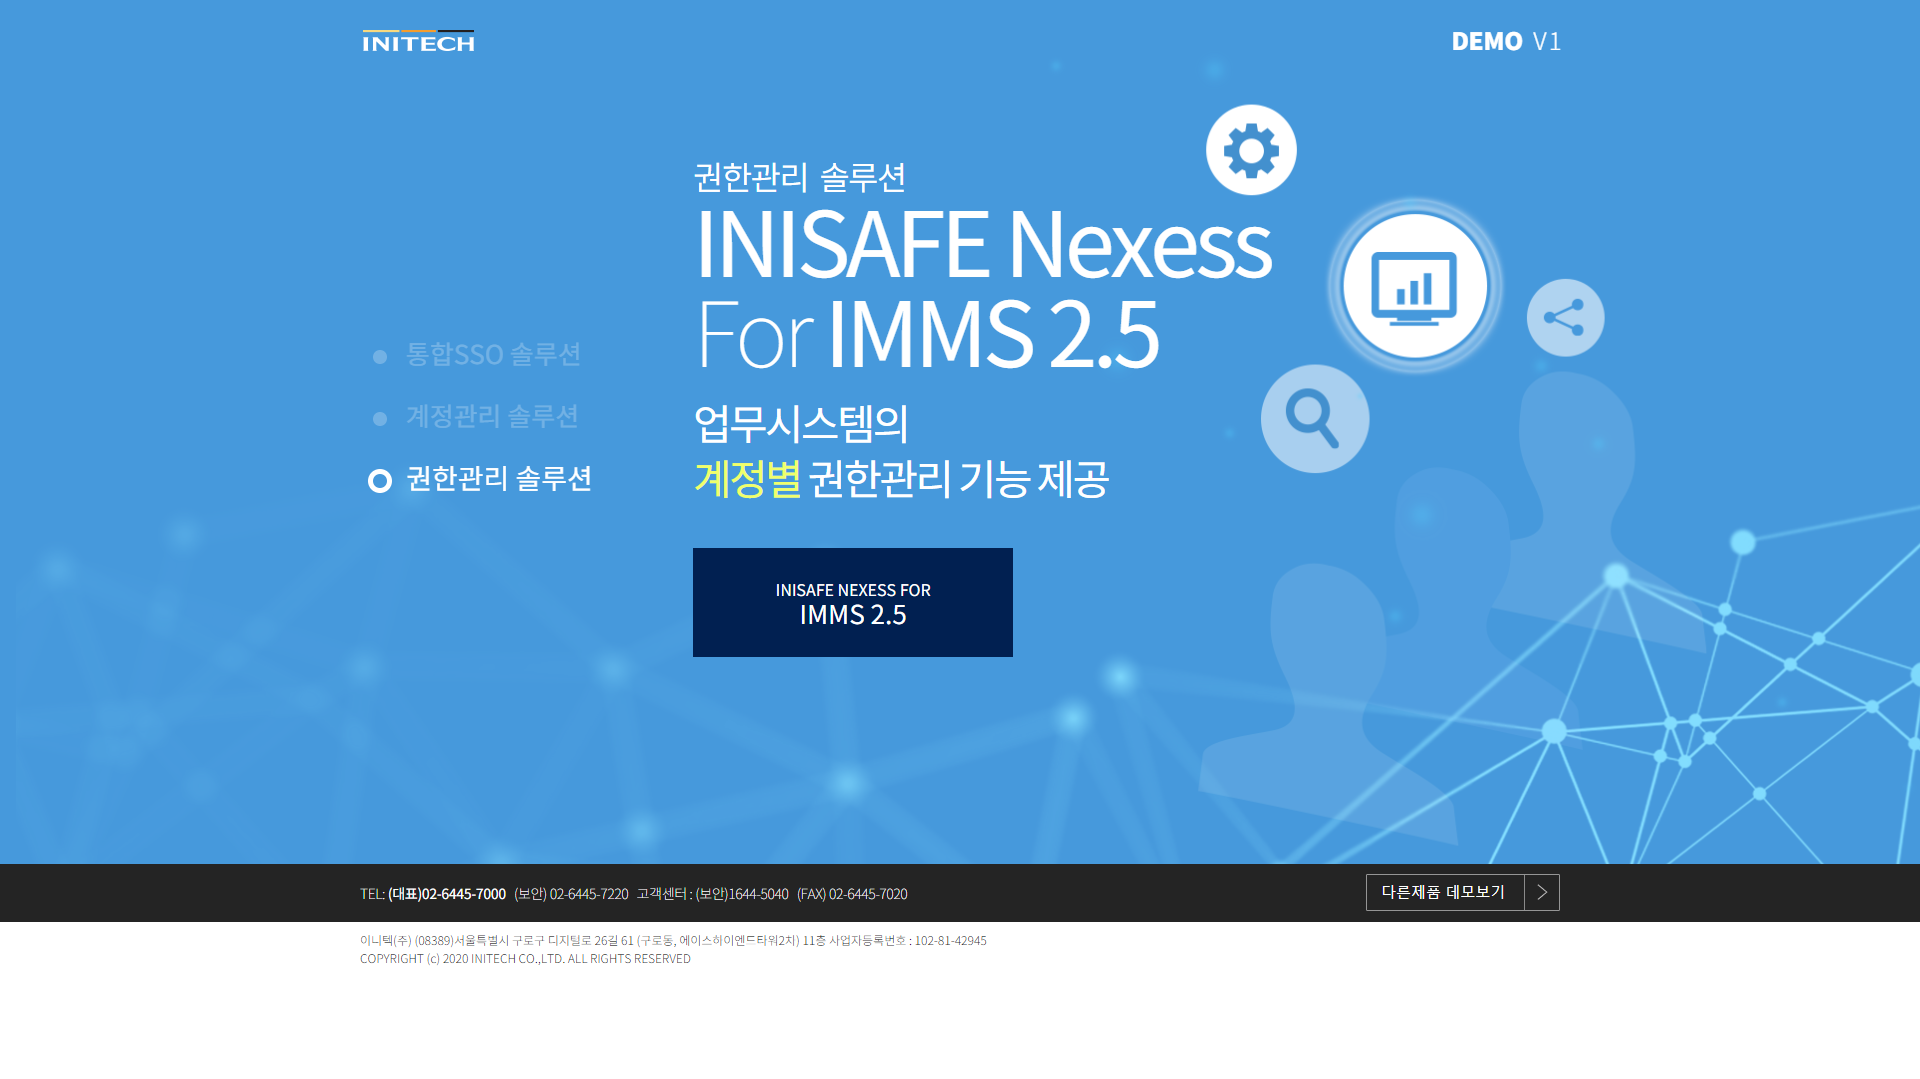 INITECH
DEMO V1
통합SSO 솔루션
계정관리 솔루션
권한관리 솔루션
권한관리 솔루션
INISAFE Nexess
For IMMS 2.5
업무시스템의
계정별 권한관리 기능 제공
INISAFE NEXESS FOR
IMMS 2.5
TEL: (대표)02-6445-7000 (보안) 02-6445-7220 고객센터 : (보안)1644-5040 (FAX) 02-6445-7020
다른제품 데모보기
이니텍(주) (08389)서울특별시 구로구 디지털로 26길 61 (구로동, 에이스하이엔드타워2차) 11층 사업자등록번호 : 102-81-42945
COPYRIGHT (c) 2020 INITECH CO.,LTD. ALL RIGHTS RESERVED